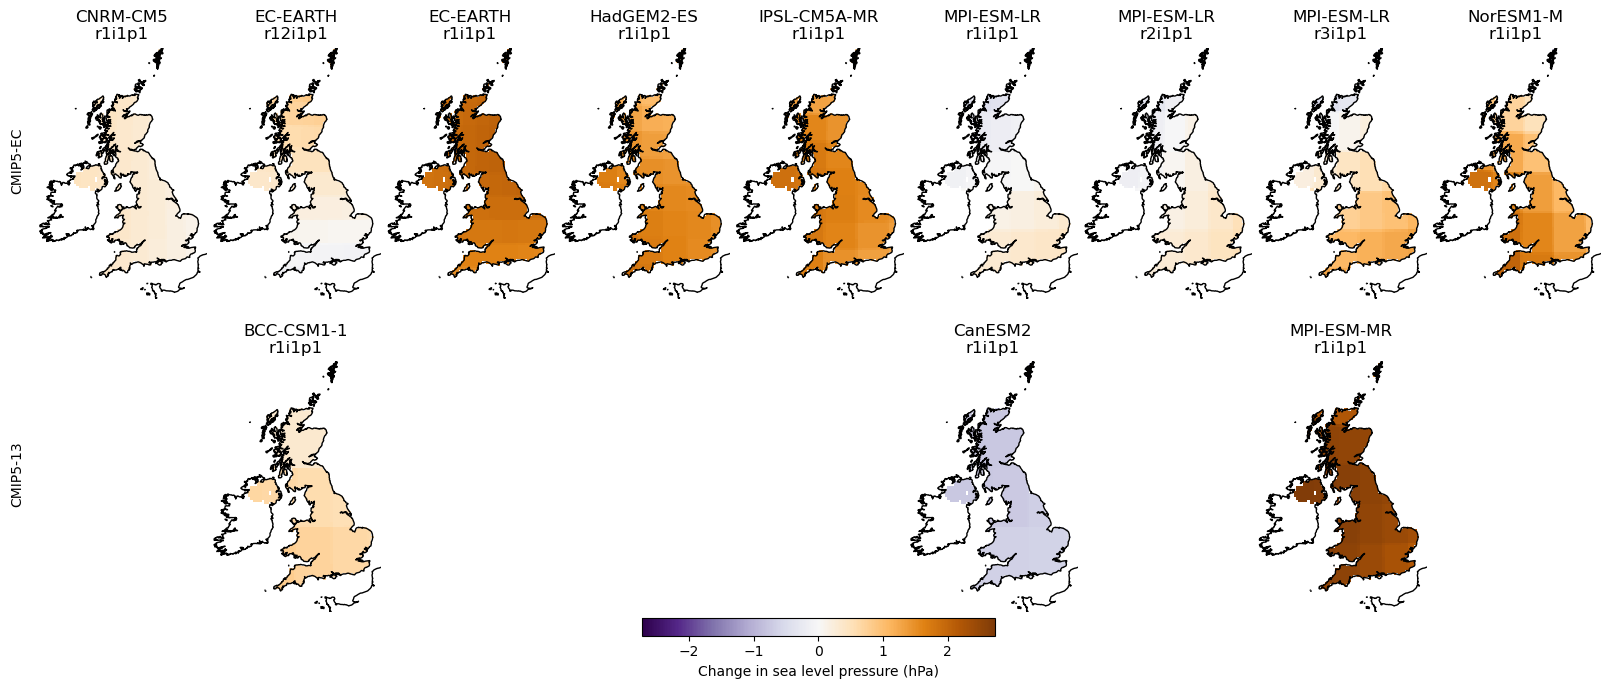 CNRM-CM5
r1i1p1
EC-EARTH
r12i1p1
EC-EARTH
r1i1p1
HadGEM2-ES
r1i1p1
IPSL-CM5A-MR
r1i1p1
MPI-ESM-LR
r1i1p1
MPI-ESM-LR
r2i1p1
MPI-ESM-LR
r3i1p1
NorESM1-M
r1i1p1
CMIP5-EC
BCC-CSM1-1
r1i1p1
CanESM2
r1i1p1
MPI-ESM-MR
r1i1p1
CMIP5-13
−2 −1 0 1 2
Change in sea level pressure (hPa)